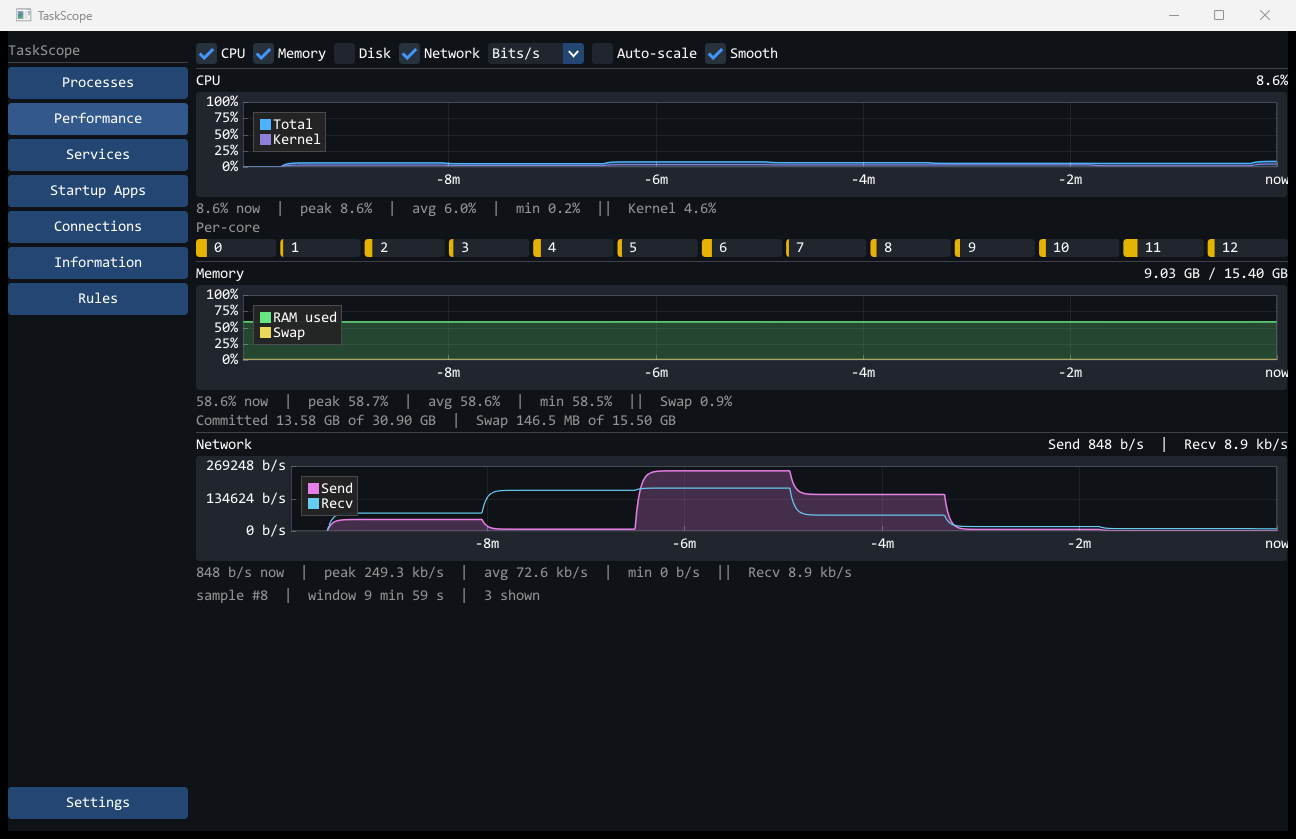 TaskScope
TaskScope
Processes
Performance
Services
Startup Apps
Connections
Information
Rules
Settings
CPU Memory Disk Network Bits/s Auto-scale Smooth
CPU 8.6%
100%
75%
50%
25%
0%
Total
Kernel
-8m -6m -4m -2m now
8.6% now | peak 8.6% | avg 6.0% | min 0.2% || Kernel 4.6%
Per-core
0 1 2 3 4 5 6 7 8 9 10 11 12
Memory 9.03 GB / 15.40 GB
100%
75%
50%
25%
0%
RAM used
Swap
-8m -6m -4m -2m now
58.6% now | peak 58.7% | avg 58.6% | min 58.5% || Swap 0.9%
Committed 13.58 GB of 30.90 GB | Swap 146.5 MB of 15.50 GB
Network Send 848 b/s | Recv 8.9 kb/s
269248 b/s
134624 b/s
0 b/s
Send
Recv
-8m -6m -4m -2m now
848 b/s now | peak 249.3 kb/s | avg 72.6 kb/s | min 0 b/s || Recv 8.9 kb/s
sample #8 | window 9 min 59 s | 3 shown